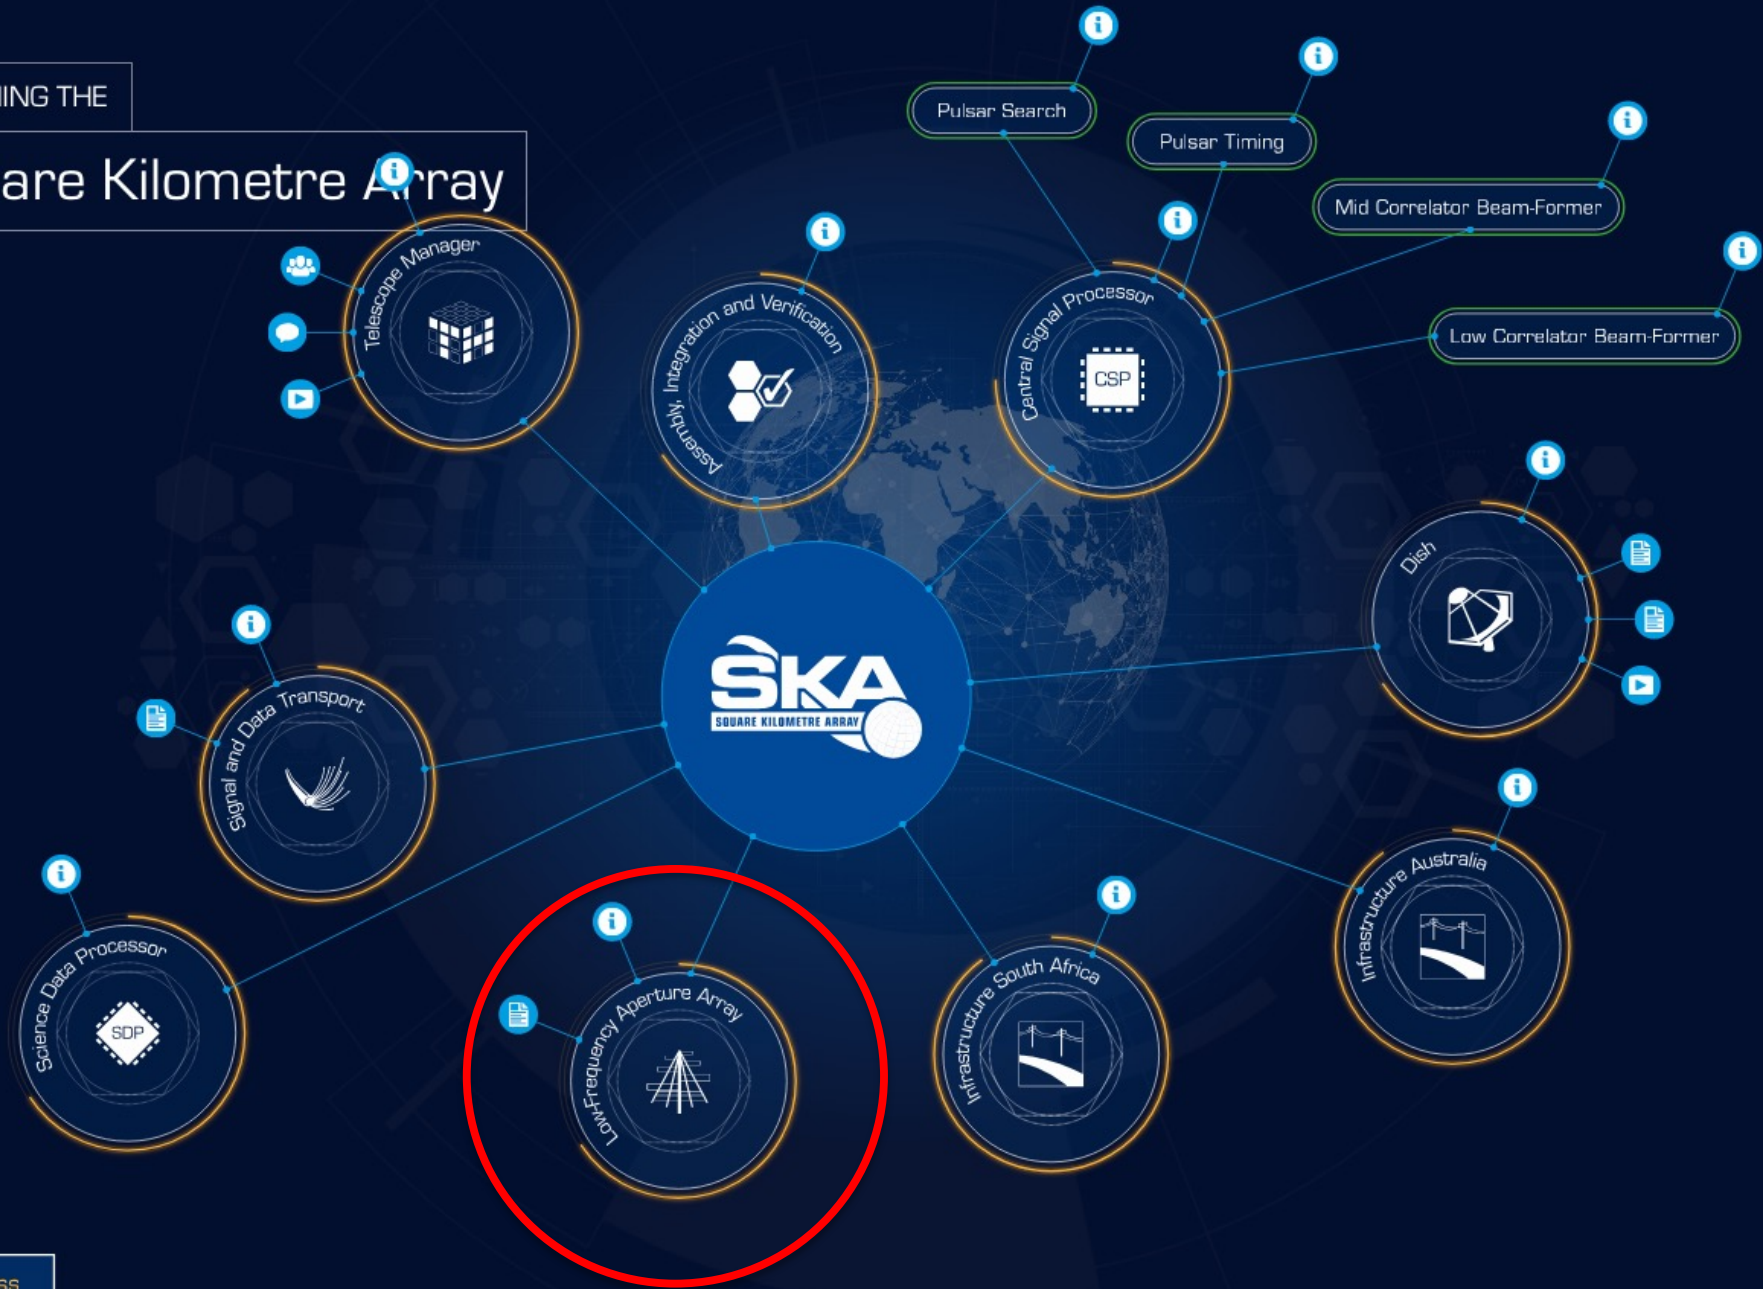 ING THE
are Kilometre Array
Pulsar Search
Pulsar Timing
Mid Correlator Beam-Former
Low Correlator Beam-Former
Telescope Manager
Assembly, Integration and Verification
Central Signal Processor
CSP
Dish
SKA
SQUARE KILOMETRE ARRAY
Signal and Data Transport
Infrastructure Australia
Science Data Processor
SDP
Low-Frequency Aperture Array
Infrastructure South Africa
ss